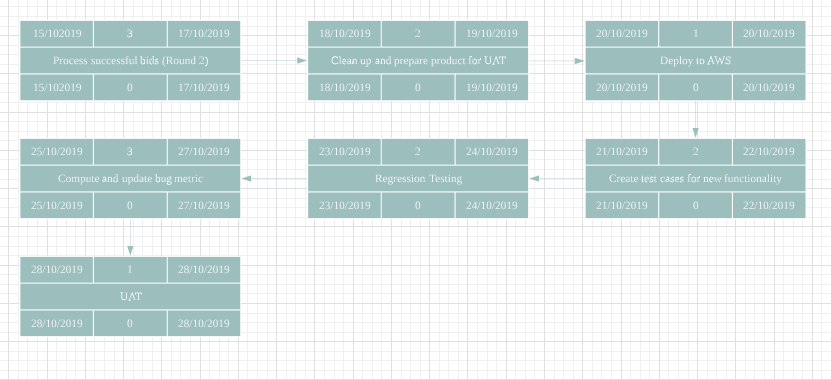 15/102019 3 17/10/2019
Process successful bids (Round 2)
15/102019 0 17/10/2019
18/10/2019 2 19/10/2019
Clean up and prepare product for UAT
18/10/2019 0 19/10/2019
20/10/2019 1 20/10/2019
Deploy to AWS
20/10/2019 0 20/10/2019
25/10/2019 3 27/10/2019
Compute and update bug metric
25/10/2019 0 27/10/2019
23/10/2019 2 24/10/2019
Regression Testing
23/10/2019 0 24/10/2019
21/10/2019 2 22/10/2019
Create test cases for new functionality
21/10/2019 0 22/10/2019
28/10/2019 1 28/10/2019
UAT
28/10/2019 0 28/10/2019